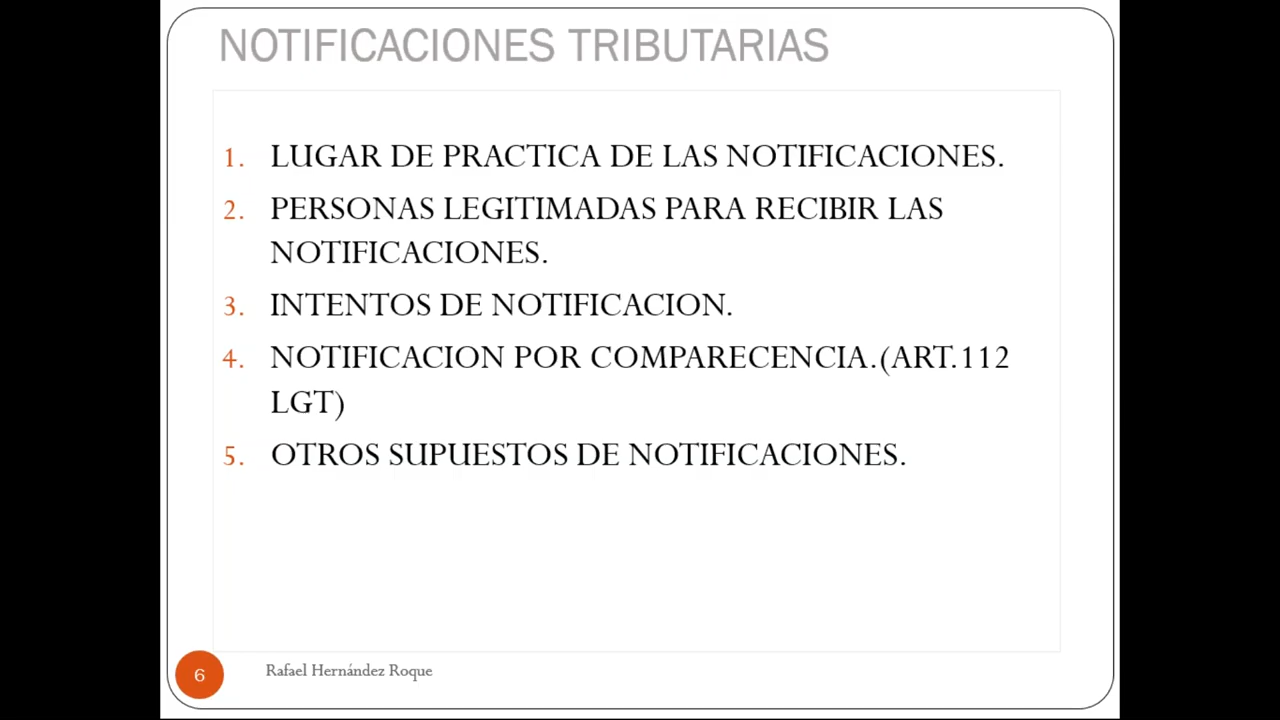 NOTIFICACIONES TRIBUTARIAS
1. LUGAR DE PRACTICA DE LAS NOTIFICACIONES.
2. PERSONAS LEGITIMADAS PARA RECIBIR LAS
NOTIFICACIONES.
3. INTENTOS DE NOTIFICACION.
4. NOTIFICACION POR COMPARECENCIA.(ART.112
LGT)
5. OTROS SUPUESTOS DE NOTIFICACIONES.
6 Rafael Hernández Roque